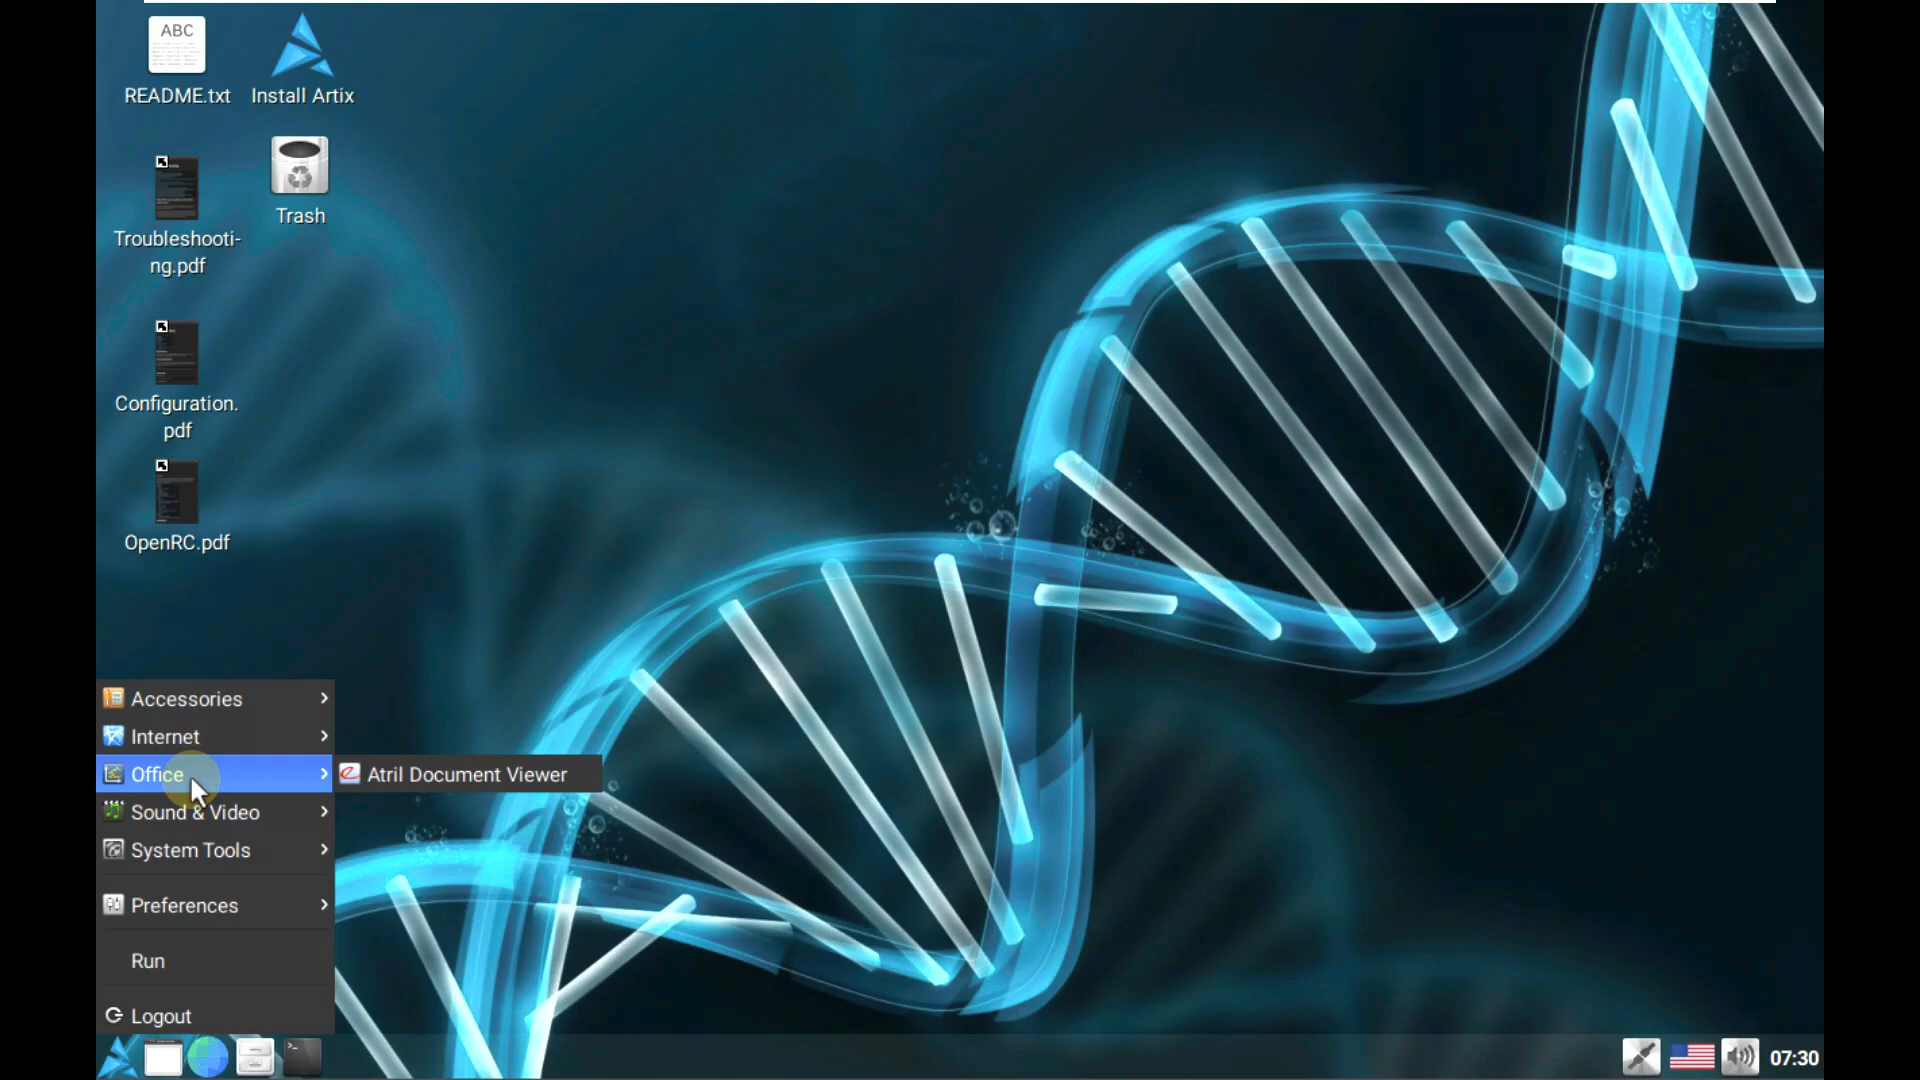 ABC
README.txt
Install Artix
Trash
Troubleshooti-
ng.pdf
Configuration.
pdf
OpenRC.pdf
Accessories
Internet
Office
Atril Document Viewer
Sound & Video
System Tools
Preferences
Run
Logout
07:30